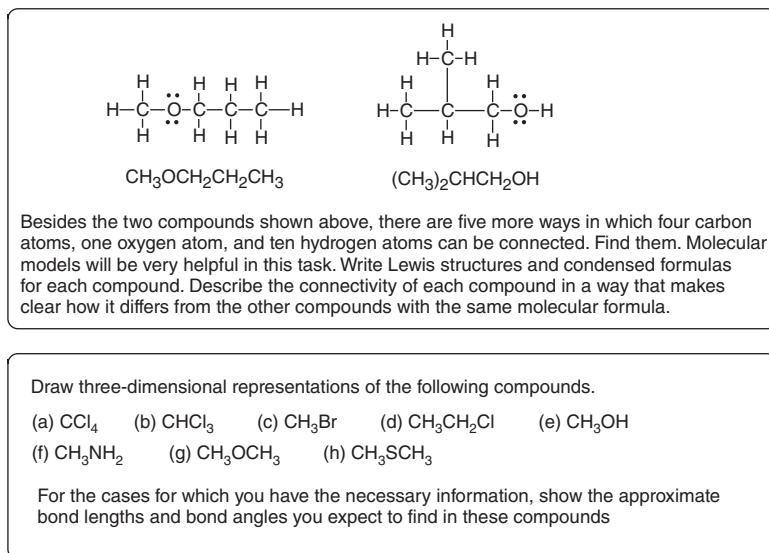 H
H–C–H
H H H H H H
H–C–O–C–C–C–H H–C–C–C–O–H
H H H H H H H
CH₃OCH₂CH₂CH₃ (CH₃)₂CHCH₂OH
Besides the two compounds shown above, there are five more ways in which four carbon
atoms, one oxygen atom, and ten hydrogen atoms can be connected. Find them. Molecular
models will be very helpful in this task. Write Lewis structures and condensed formulas
for each compound. Describe the connectivity of each compound in a way that makes
clear how it differs from the other compounds with the same molecular formula.
Draw three-dimensional representations of the following compounds.
(a) CCl₄ (b) CHCl₃ (c) CH₃Br (d) CH₃CH₂Cl (e) CH₃OH
(f) CH₃NH₂ (g) CH₃OCH₃ (h) CH₃SCH₃
For the cases for which you have the necessary information, show the approximate
bond lengths and bond angles you expect to find in these compounds